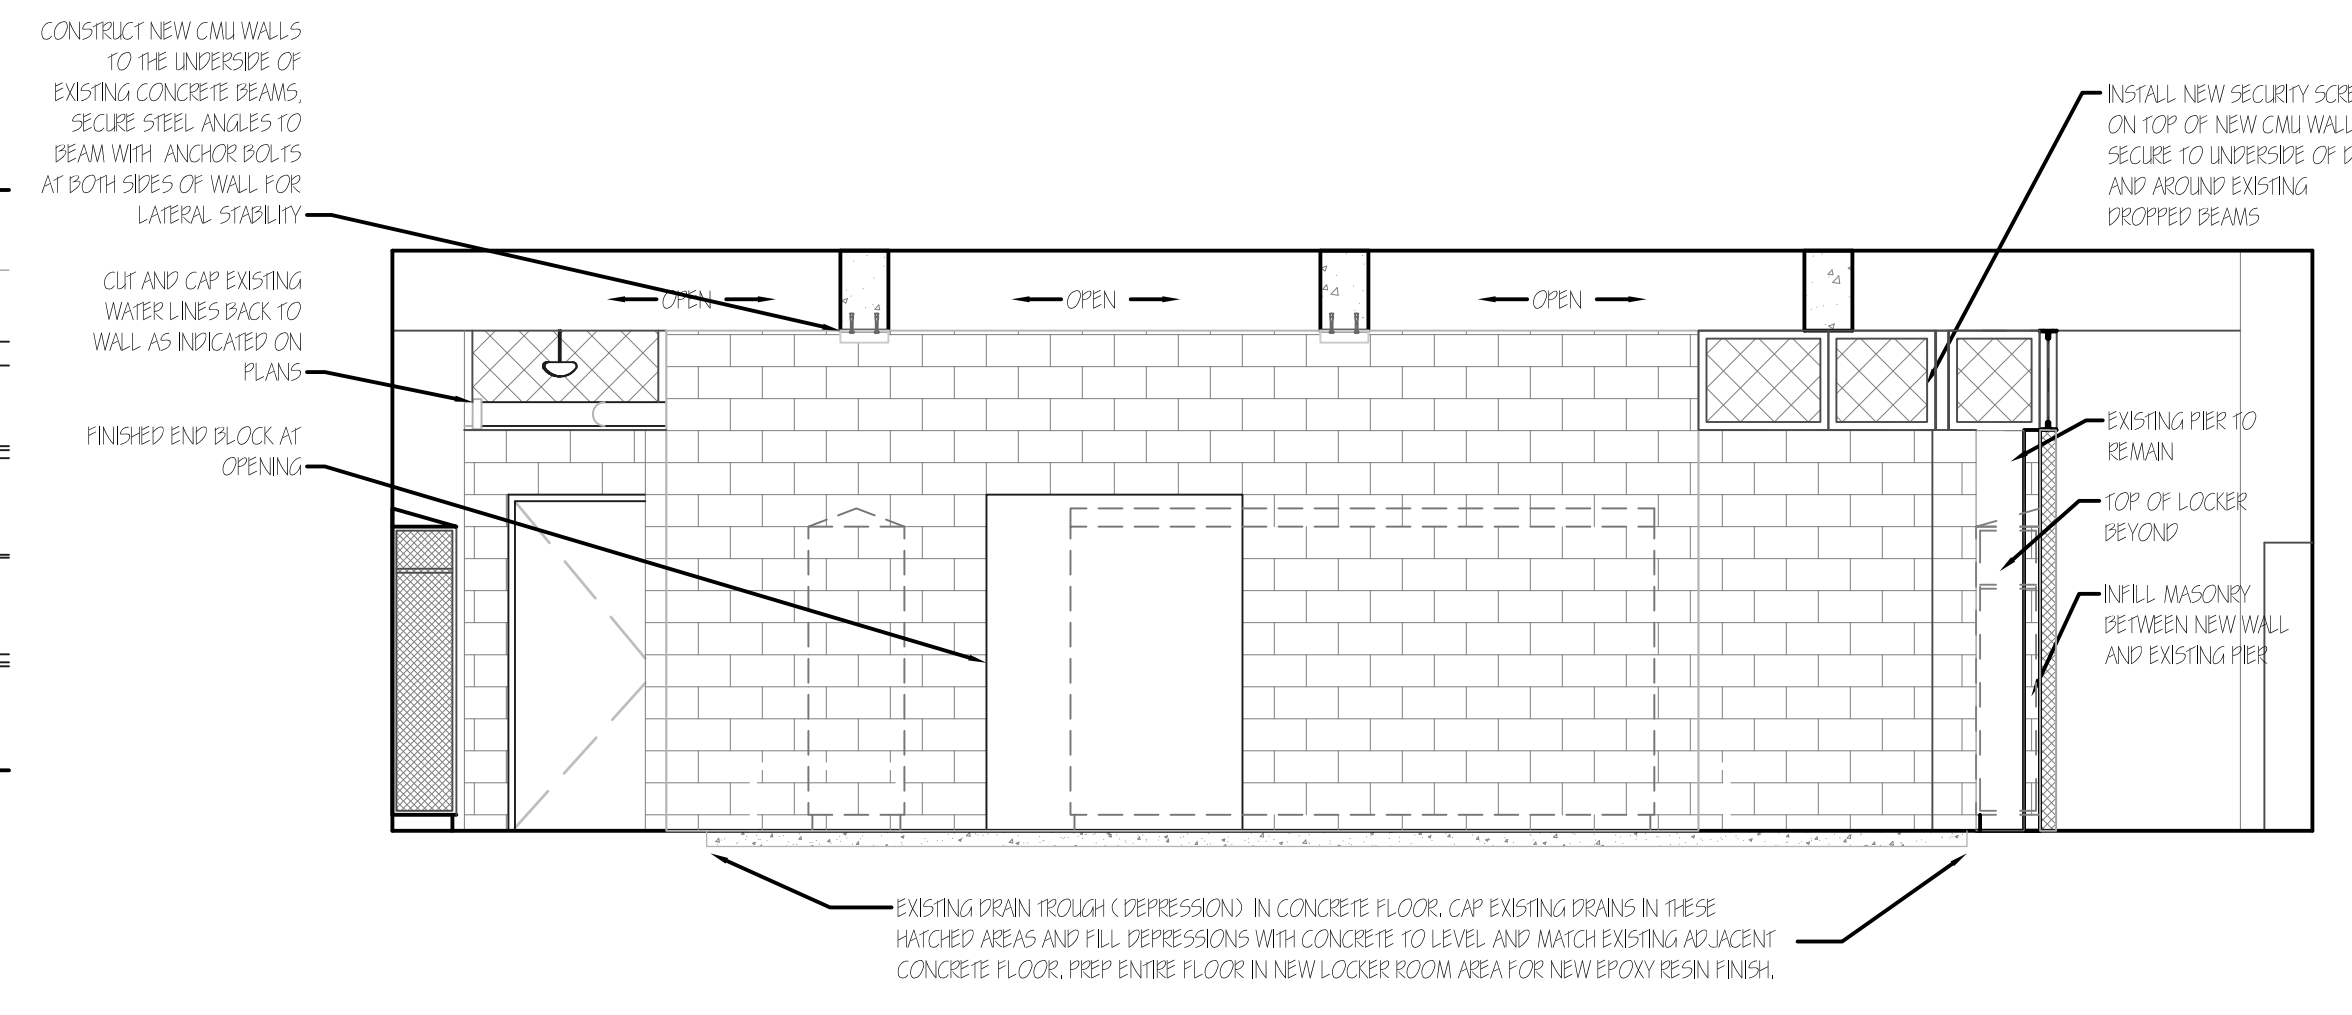 CONSTRUCT NEW CMU WALLS
TO THE UNDERSIDE OF
EXISTING CONCRETE BEAMS,
SECURE STEEL ANGLES TO
BEAM WITH ANCHOR BOLTS
AT BOTH SIDES OF WALL FOR
LATERAL STABILITY
CUT AND CAP EXISTING
WATER LINES BACK TO
WALL AS INDICATED ON
PLANS
FINISHED END BLOCK AT
OPENING
OPEN
OPEN
OPEN
INSTALL NEW SECURITY
ON TOP OF NEW CMU WALL
SECURE TO UNDERSIDE OF
AND AROUND EXISTING
DROPPED BEAMS
EXISTING PIER TO
REMAIN
TOP OF LOCKER
BEYOND
INFILL MASONRY
BETWEEN NEW WALL
AND EXISTING PIER
EXISTING DRAIN TROUGH ( DEPRESSION) IN CONCRETE FLOOR. CAP EXISTING DRAINS IN THESE
HATCHED AREAS AND FILL DEPRESSIONS WITH CONCRETE TO LEVEL AND MATCH EXISTING ADJACENT
CONCRETE FLOOR. PREP ENTIRE FLOOR IN NEW LOCKER ROOM AREA FOR NEW EPOXY RESIN FINISH.